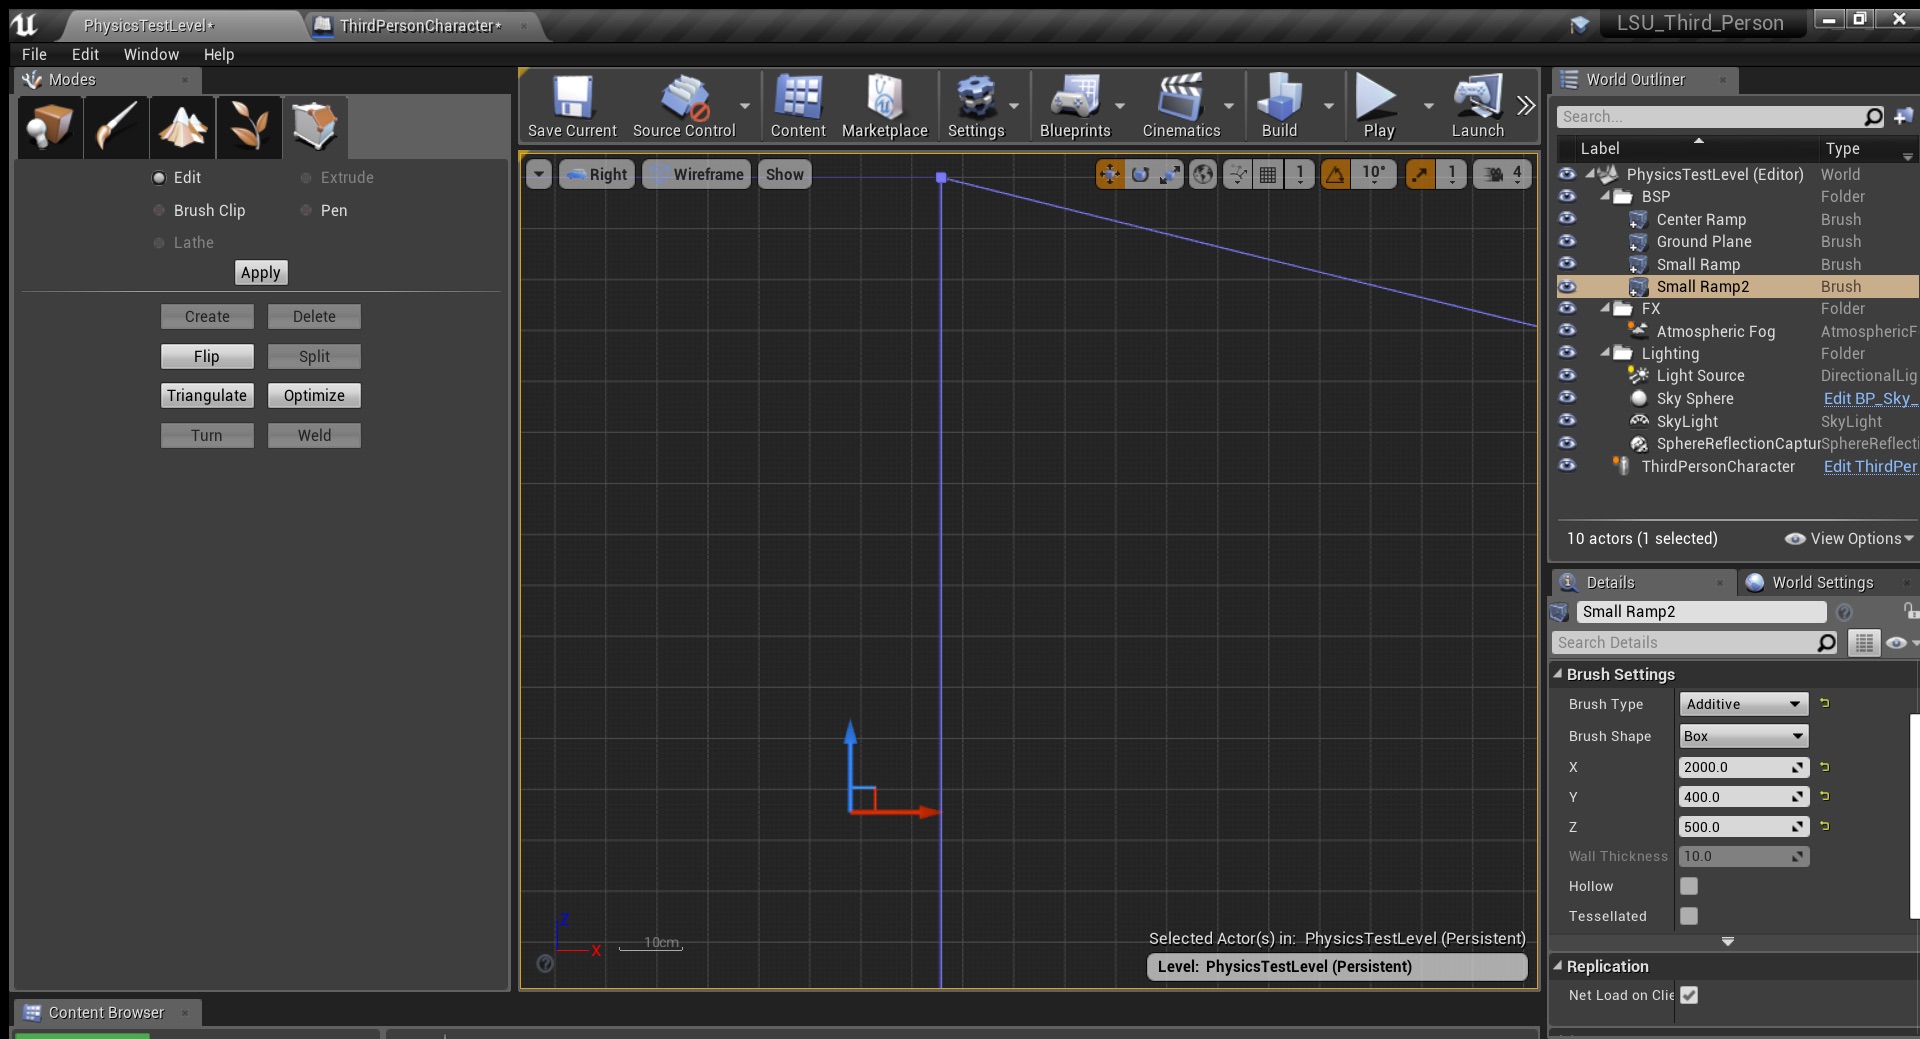 PhysicsTestLevel*
ThirdPersonCharacter*
LSU_Third_Person
File Edit Window Help
Modes
Edit Extrude
Brush Clip Pen
Lathe
Apply
Create Delete
Flip Split
Triangulate Optimize
Turn Weld
Save Current Source Control Content Marketplace Settings Blueprints Cinematics Build Play Launch
Right Wireframe Show 1 10° 1 4
Z
X
10cm
Selected Actor(s) in: PhysicsTestLevel (Persistent)
Level: PhysicsTestLevel (Persistent)
World Outliner
Search...
Label Type
PhysicsTestLevel (Editor) World
BSP Folder
Center Ramp Brush
Ground Plane Brush
Small Ramp Brush
Small Ramp2 Brush
FX Folder
Atmospheric Fog AtmosphericF
Lighting Folder
Light Source DirectionalLig
Sky Sphere Edit BP_Sky_
SkyLight SkyLight
SphereReflectionCaptur SphereReflecti
ThirdPersonCharacter Edit ThirdPer
10 actors (1 selected) View Options
Details World Settings
Small Ramp2
Search Details
Brush Settings
Brush Type Additive
Brush Shape Box
X 2000.0
Y 400.0
Z 500.0
Wall Thickness 10.0
Hollow
Tessellated
Replication
Net Load on Clie
Content Browser